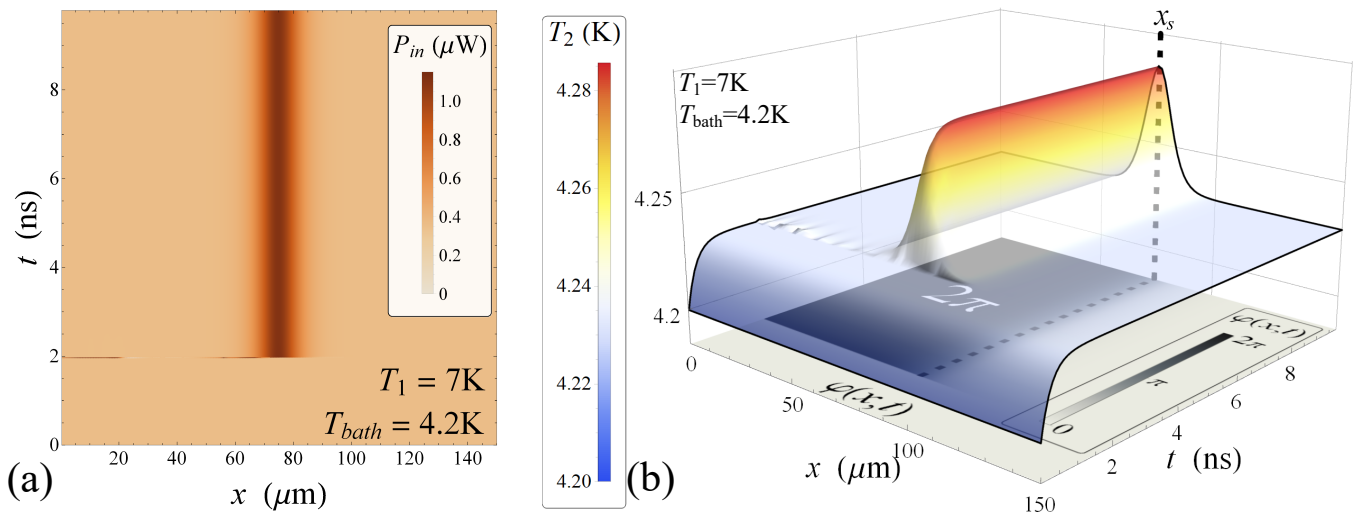 P_in (μW)
1.0
0.8
0.6
0.4
0.2
0
8
6
4
2
0
t (ns)
T_1 = 7K
T_bath = 4.2K
20 40 60 80 100 120 140
x (μm)
(a)
T_2 (K)
4.28
4.26
4.24
4.22
4.20
x_s
T_1=7K
T_bath=4.2K
4.25
4.2
2π
φ(x,t)
φ(x,t)
2π
π
0
0
50
100
150
x (μm)
2
4
6
8
t (ns)
(b)